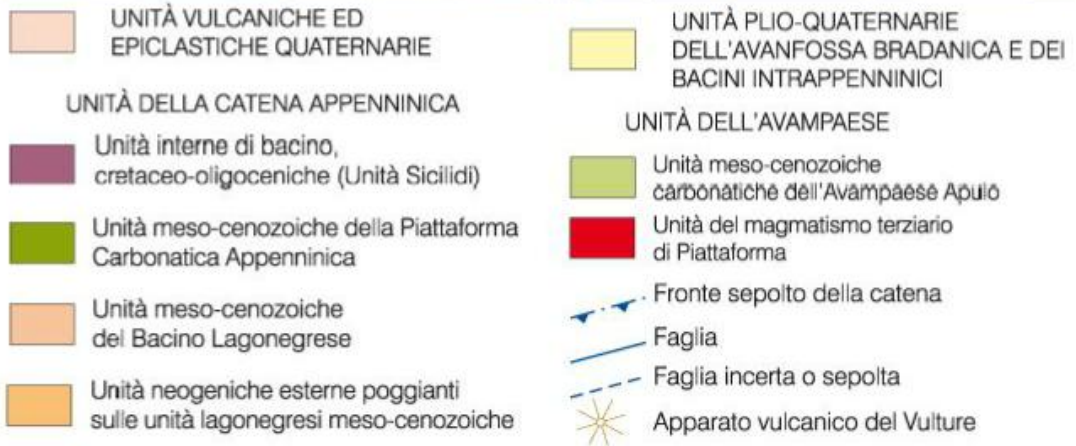 UNITÀ VULCANICHE ED
EPICLASTICHE QUATERNARIE
UNITÀ DELLA CATENA APPENNINICA
Unità interne di bacino,
cretaceo-oligoceniche (Unità Sicilidi)
Unità meso-cenozoiche della Piattaforma
Carbonatica Appenninica
Unità meso-cenozoiche
del Bacino Lagonegrese
Unità neogeniche esterne poggianti
sulle unità lagonegresi meso-cenozoiche
UNITÀ PLIO-QUATERNARIE
DELL'AVANFOSSA BRADANICA E DEI
BACINI INTRAPPENNINICI
UNITÀ DELL'AVAMPAESE
Unità meso-cenozoiche
carbonatiche dell'Avampaese Apulo
Unità del magmatismo terziario
di Piattaforma
Fronte sepolto della catena
Faglia
Faglia incerta o sepolta
Apparato vulcanico del Vulture